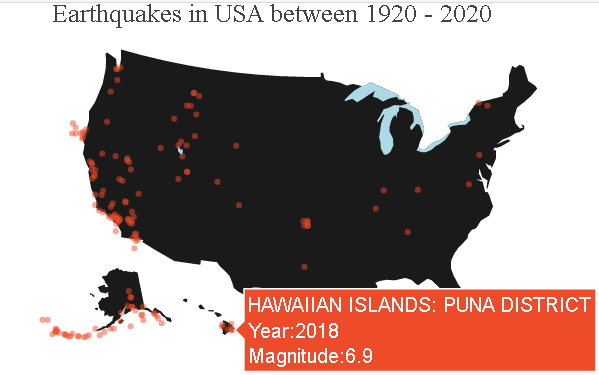 Earthquakes in USA between 1920 - 2020
HAWAIIAN ISLANDS: PUNA DISTRICT
Year:2018
Magnitude:6.9